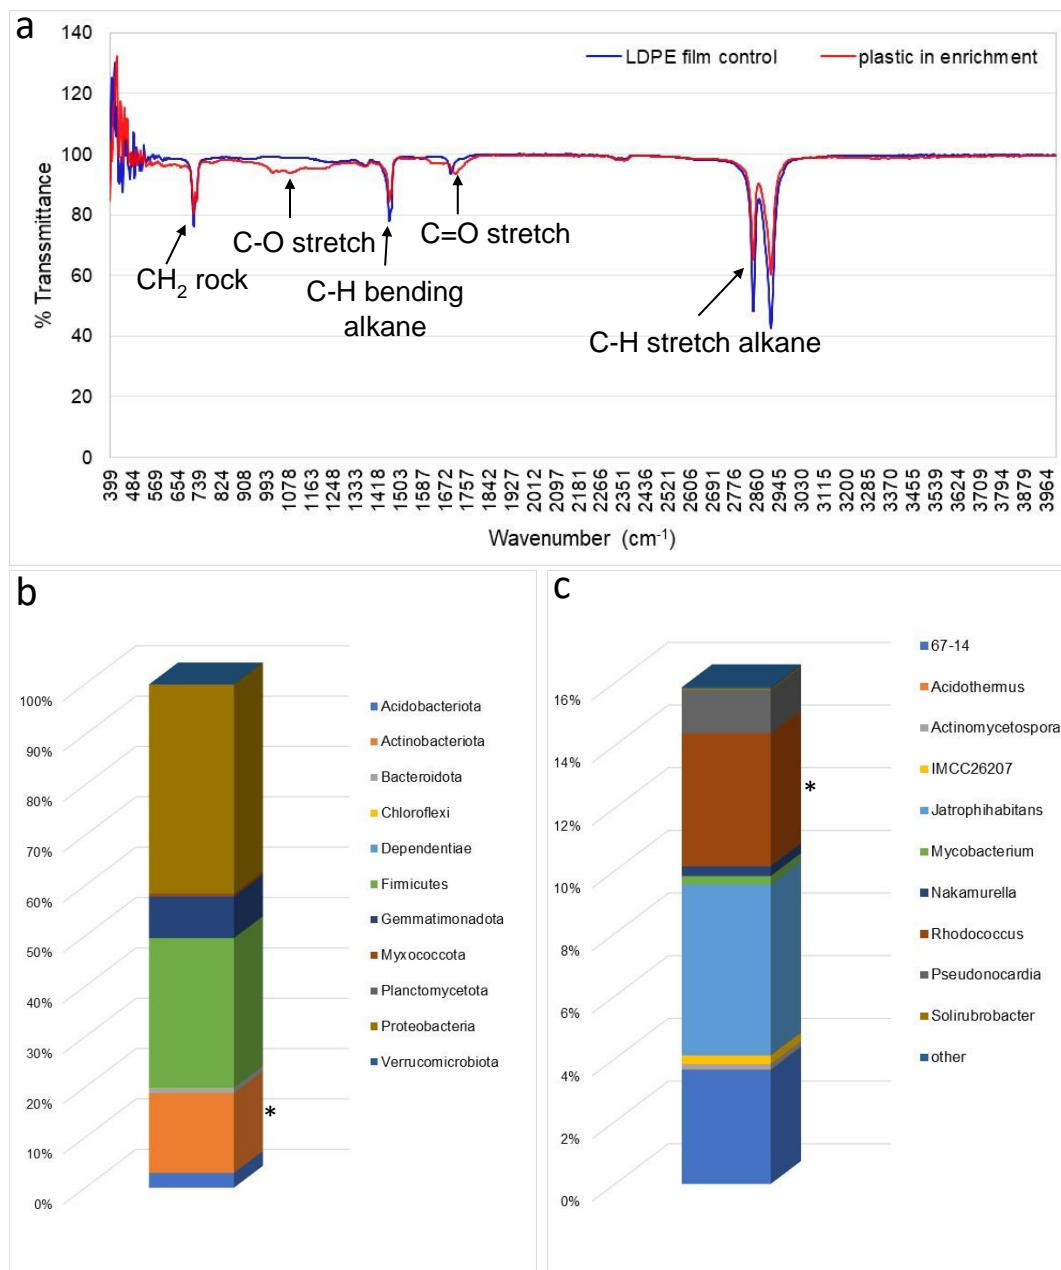 a
140
120
100
80
60
40
20
0
% Transsmittance
LDPE film control
plastic in enrichment
CH2 rock
C-O stretch
C-H bending
alkane
C=O stretch
C-H stretch alkane
399 484 569 654 739 824 908 993 1078 1163 1248 1333 1418 1503 1587 1672 1757 1842 1927 2012 2097 2181 2266 2351 2436 2521 2606 2691 2776 2860 2945 3030 3115 3200 3285 3370 3455 3539 3624 3709 3794 3879 3964
Wavenumber (cm-1)
b
100%
90%
80%
70%
60%
50%
40%
30%
20%
10%
0%
*
Acidobacteriota
Actinobacteriota
Bacteroidota
Chloroflexi
Dependentiae
Firmicutes
Gemmatimonadota
Myxococcota
Planctomycetota
Proteobacteria
Verrucomicrobiota
c
16%
14%
12%
10%
8%
6%
4%
2%
0%
*
67-14
Acidothermus
Actinomycetospora
IMCC26207
Jatrophihabitans
Mycobacterium
Nakamurella
Rhodococcus
Pseudonocardia
Solirubrobacter
other